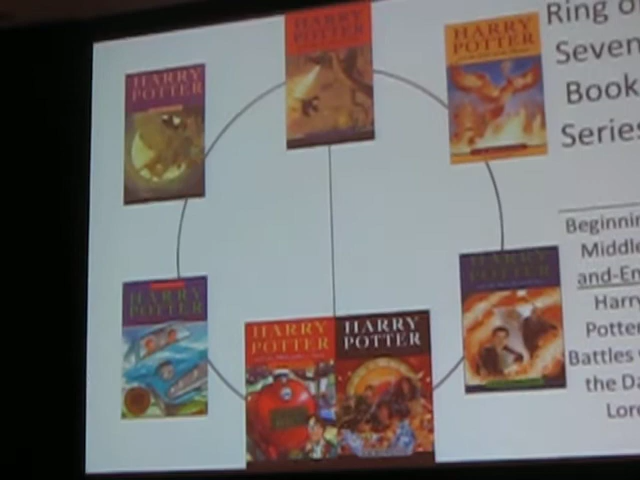 HARRY
POTTER
HARRY
POTTER
HARRY
POTTER
HARRY
POTTER
HARRY
POTTER
HARRY
POTTER
HARRY
POTTER
Ring o
Seven
Book
Series
Beginnin
Middle
and-En
Harry
Potter
Battles
the Da
Lor